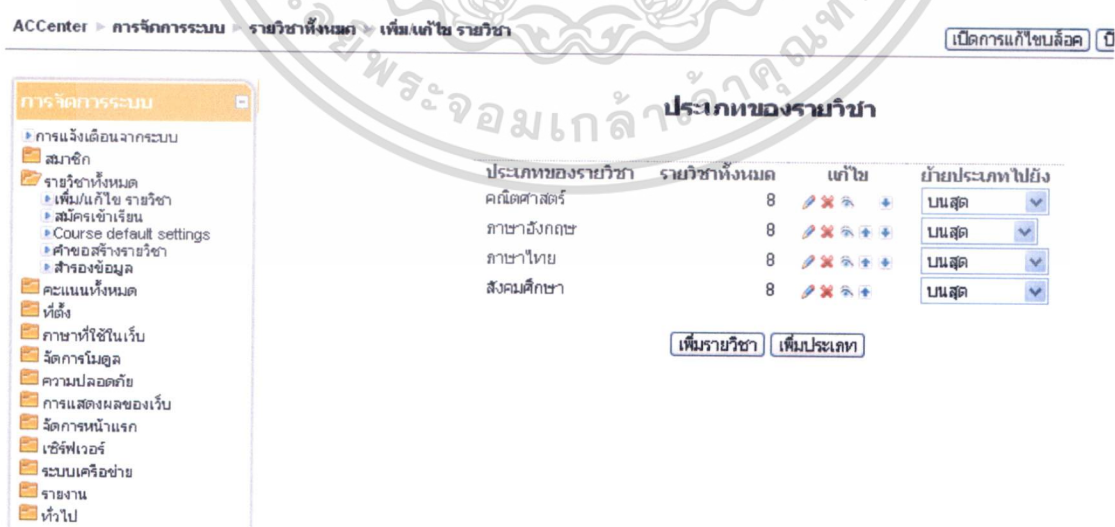 ACCenter ► การจัดการระบบ ► รายวิชาทั้งหมด ► เพิ่ม/แก้ไข รายวิชา
เปิดการแก้ไขบล็อค
พระจอมเกล้าเจ้าคุณท
ประเภทของรายวิชา
การจัดการระบบ
การแจ้งเตือนจากระบบ
สมาชิก
รายวิชาทั้งหมด
เพิ่ม/แก้ไข รายวิชา
สมัครเข้าเรียน
Course default settings
คำขอสร้างรายวิชา
สำรองข้อมูล
คะแนนทั้งหมด
ที่ตั้ง
ภาษาที่ใช้ในเว็บ
จัดการโมดูล
ความปลอดภัย
การแสดงผลของเว็บ
จัดการหน้าแรก
เซิร์ฟเวอร์
ระบบเครือข่าย
รายงาน
ทั่วไป
ประเภทของรายวิชา รายวิชาทั้งหมด แก้ไข ย้ายประเภทไปยัง
คณิตศาสตร์ 8 บนสุด
ภาษาอังกฤษ 8 บนสุด
ภาษาไทย 8 บนสุด
สังคมศึกษา 8 บนสุด
เพิ่มรายวิชา เพิ่มประเภท